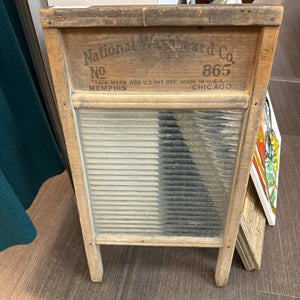 National Washboard Co.
No 865
TRADE MARK REG. U.S. PAT. OFF. MADE IN U.S.A.
MEMPHIS CHICAGO